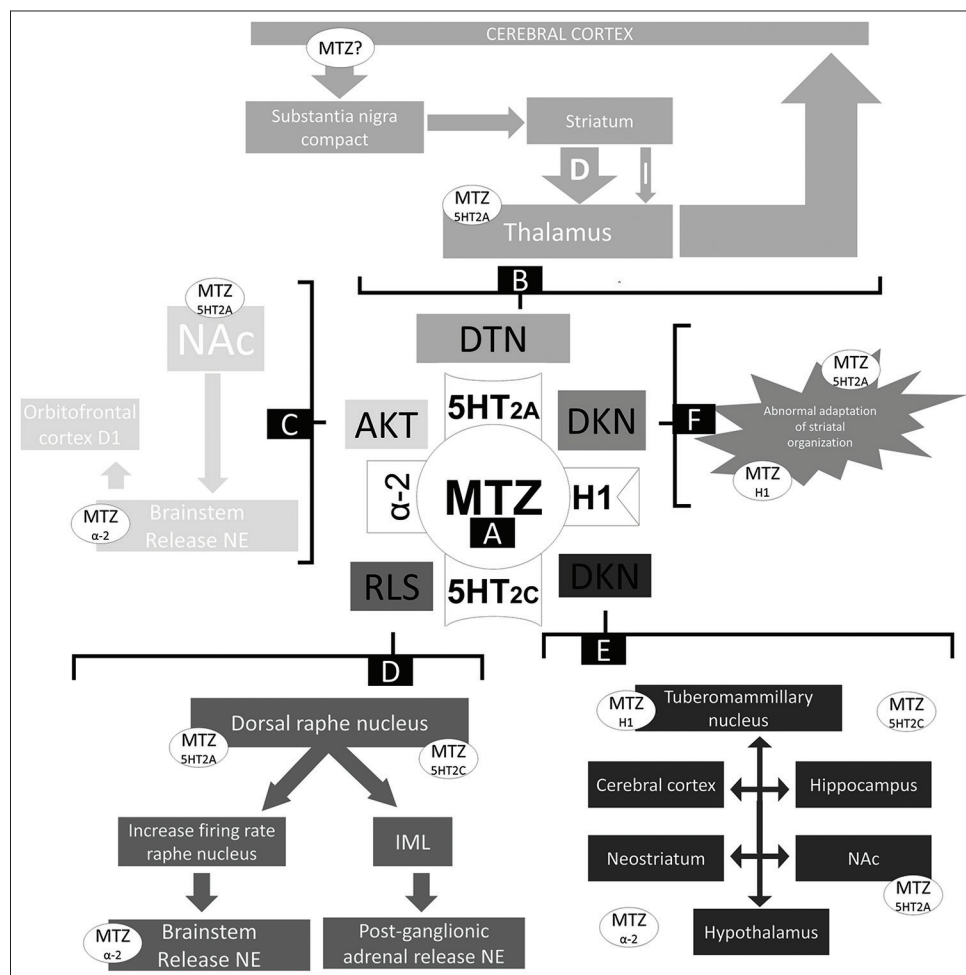 CEREBRAL CORTEX
MTZ?
Substantia nigra
compact
Striatum
D
I
MTZ
5HT2A
Thalamus
B
MTZ
5HT2A
NAc
Orbitofrontal
cortex D1
MTZ
α-2
Brainstem
Release NE
C
DTN
AKT
5HT2A
DKN
α-2
MTZ
A
H1
RLS
5HT2C
DKN
F
MTZ
5HT2A
Abnormal adaptation
of striatal
organization
MTZ
H1
D
Dorsal raphe nucleus
MTZ
5HT2A
MTZ
5HT2C
Increase firing rate
raphe nucleus
IML
MTZ
α-2
Brainstem
Release NE
Post-ganglionic
adrenal release NE
E
MTZ
H1
Tuberomammillary
nucleus
MTZ
5HT2C
Cerebral cortex
Hippocampus
Neostriatum
NAc
MTZ
5HT2A
MTZ
α-2
Hypothalamus